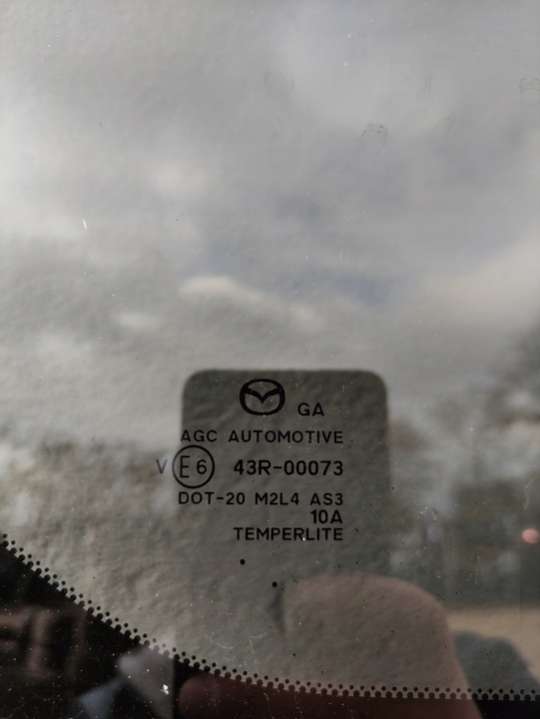 GA
AGC AUTOMOTIVE
V E6 43R-00073
DOT-20 M2L4 AS3
10A
TEMPERLITE